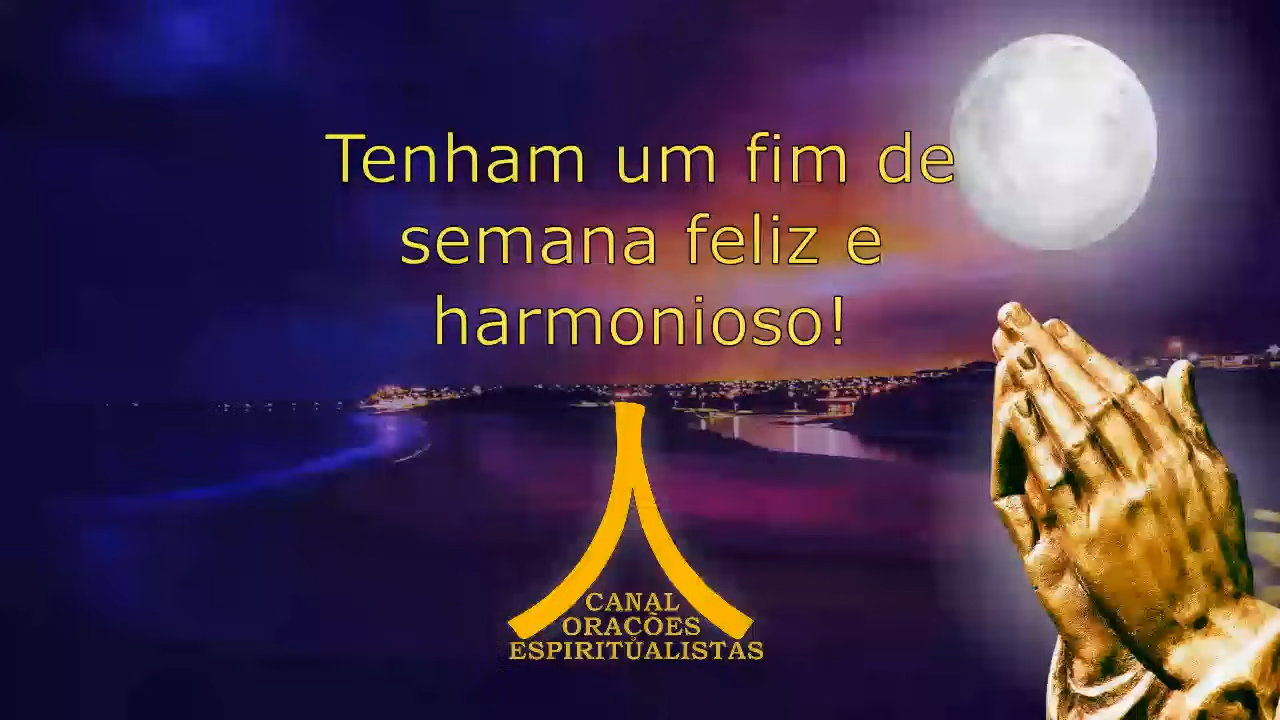 Tenham um fim de
semana feliz e
harmonioso!
CANAL
ORAÇÕES
ESPIRITUALISTAS